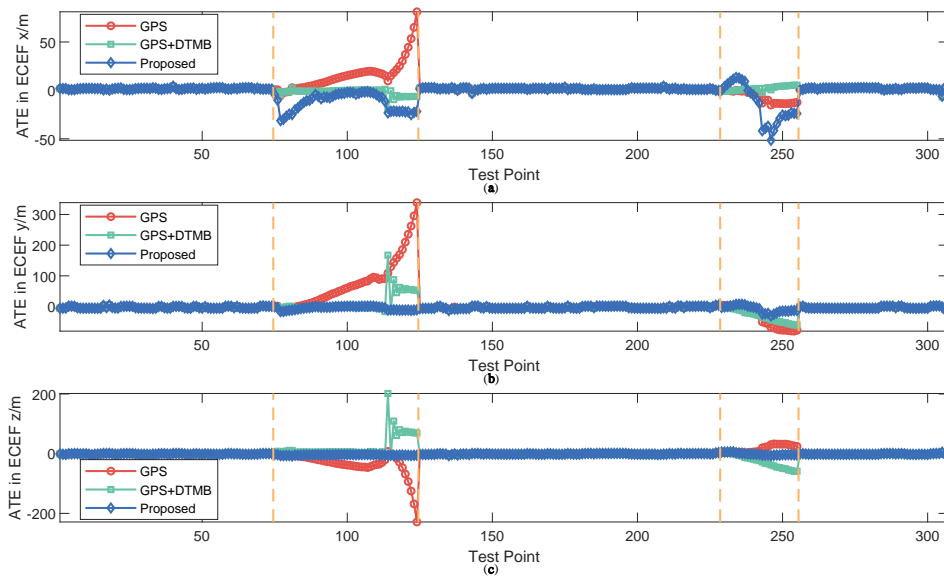 ATE in ECEF x/m
50
0
-50
GPS
GPS+DTMB
Proposed
50
100
150
200
250
300
Test Point
(a)
ATE in ECEF y/m
300
200
100
0
GPS
GPS+DTMB
Proposed
50
100
150
200
250
300
Test Point
(b)
ATE in ECEF z/m
200
0
-200
GPS
GPS+DTMB
Proposed
50
100
150
200
250
300
Test Point
(c)